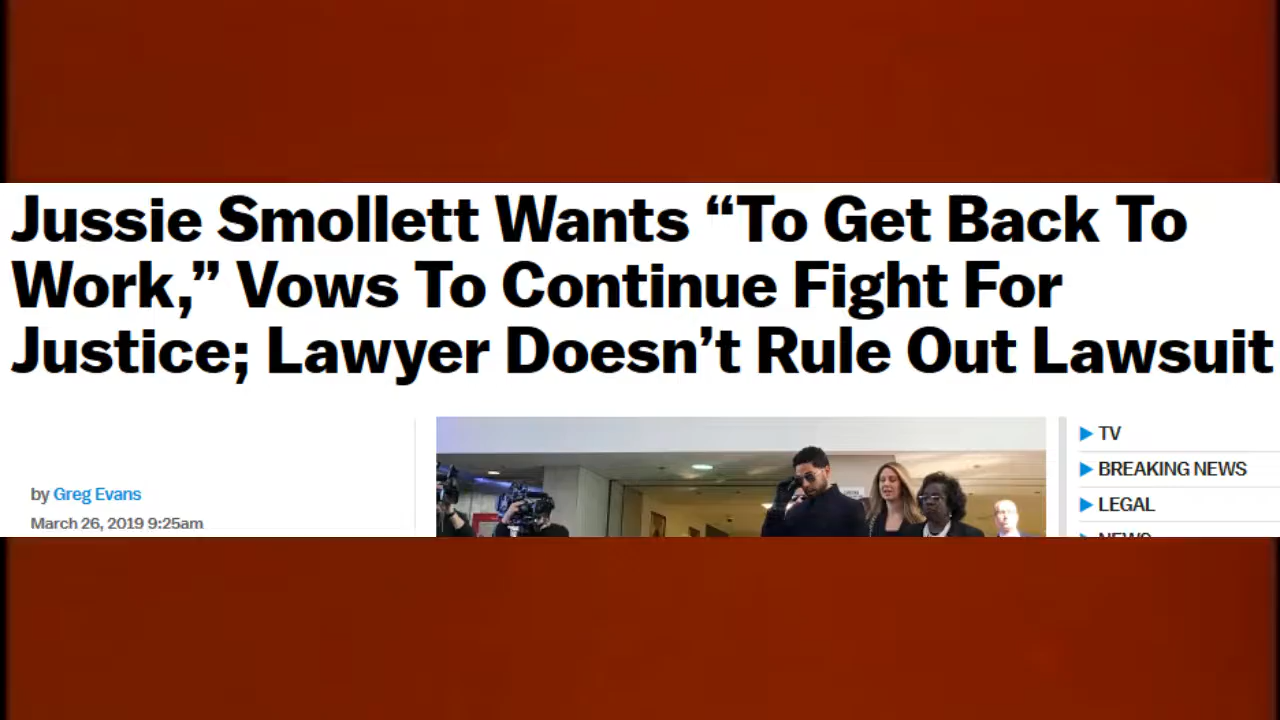 Jussie Smollett Wants “To Get Back To
Work,” Vows To Continue Fight For
Justice; Lawyer Doesn’t Rule Out Lawsuit
by Greg Evans
March 26, 2019 9:25am
TV
BREAKING NEWS
LEGAL
NEWS